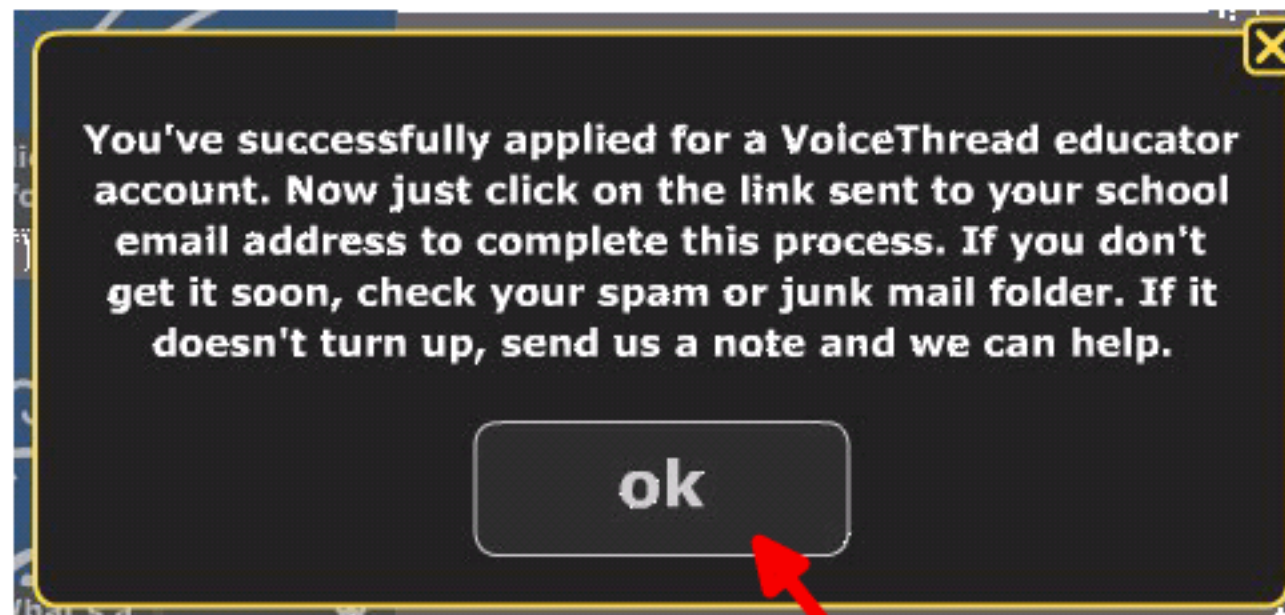 You've successfully applied for a VoiceThread educator
account. Now just click on the link sent to your school
email address to complete this process. If you don't
get it soon, check your spam or junk mail folder. If it
doesn't turn up, send us a note and we can help.
ok
What's a